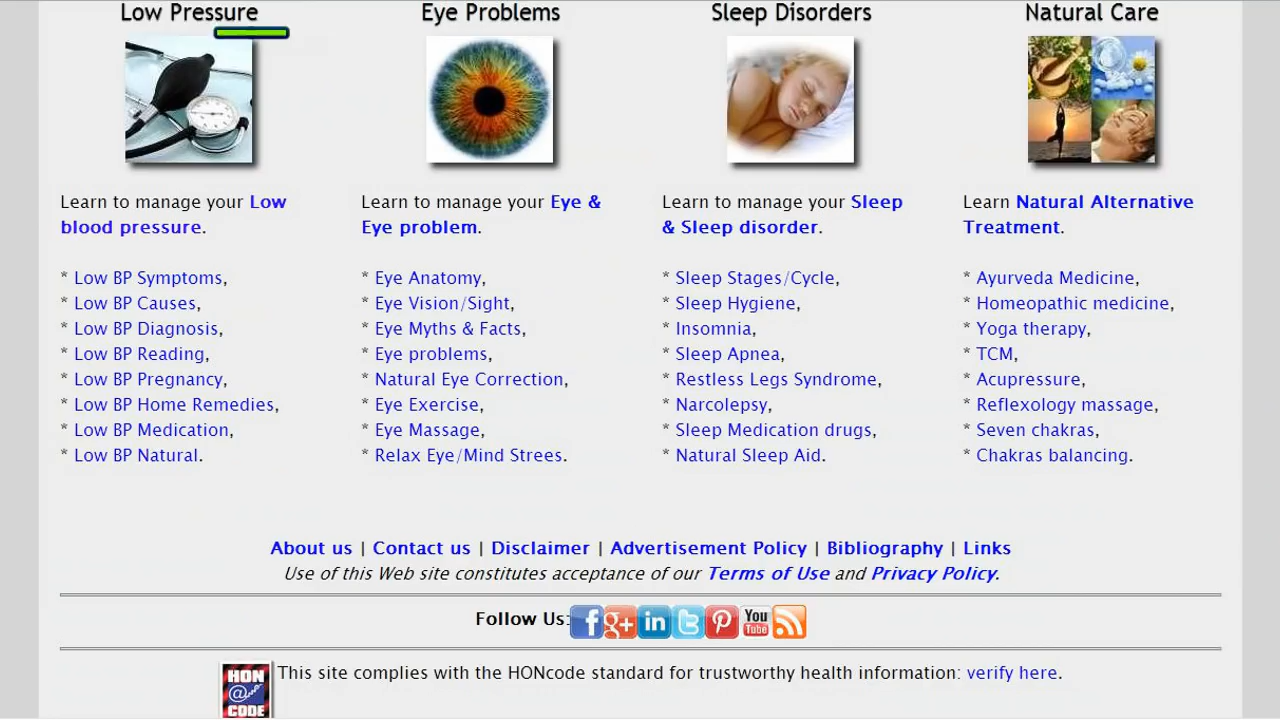 Low Pressure
Eye Problems
Sleep Disorders
Natural Care
Learn to manage your Low
blood pressure.
* Low BP Symptoms,
* Low BP Causes,
* Low BP Diagnosis,
* Low BP Reading,
* Low BP Pregnancy,
* Low BP Home Remedies,
* Low BP Medication,
* Low BP Natural.
Learn to manage your Eye &
Eye problem.
* Eye Anatomy,
* Eye Vision/Sight,
* Eye Myths & Facts,
* Eye problems,
* Natural Eye Correction,
* Eye Exercise,
* Eye Massage,
* Relax Eye/Mind Strees.
Learn to manage your Sleep
& Sleep disorder.
* Sleep Stages/Cycle,
* Sleep Hygiene,
* Insomnia,
* Sleep Apnea,
* Restless Legs Syndrome,
* Narcolepsy,
* Sleep Medication drugs,
* Natural Sleep Aid.
Learn Natural Alternative
Treatment.
* Ayurveda Medicine,
* Homeopathic medicine,
* Yoga therapy,
* TCM,
* Acupressure,
* Reflexology massage,
* Seven chakras,
* Chakras balancing.
About us | Contact us | Disclaimer | Advertisement Policy | Bibliography | Links
Use of this Web site constitutes acceptance of our Terms of Use and Privacy Policy.
Follow Us: f g+ in t P You Tube
HON @ CODE
This site complies with the HONcode standard for trustworthy health information: verify here.